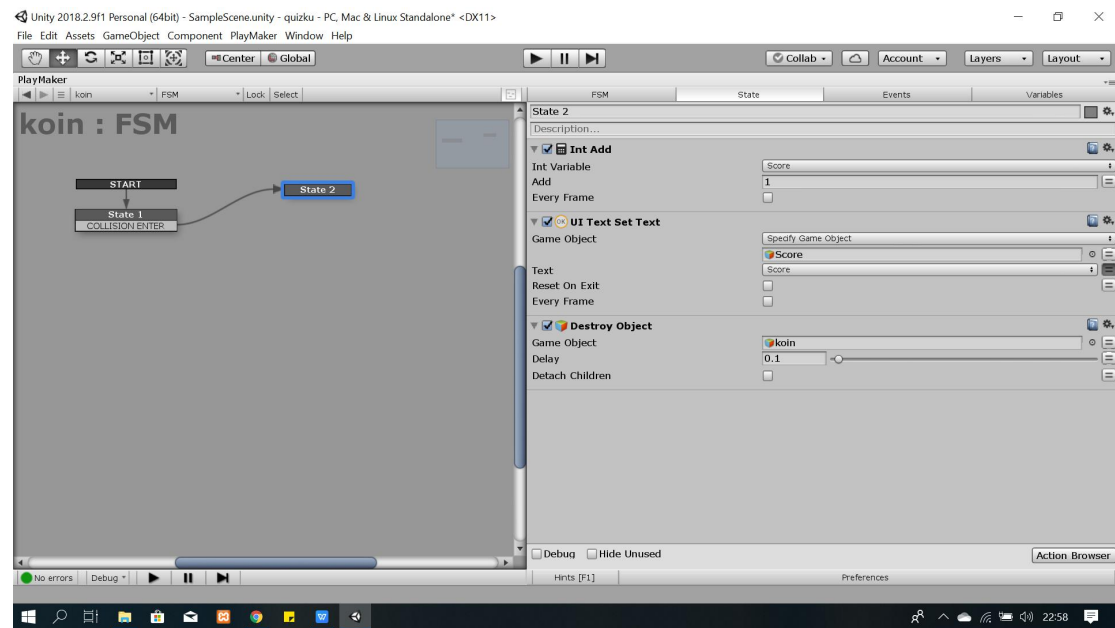 Unity 2018.2.9f1 Personal (64bit) - SampleScene.unity - quizku - PC, Mac & Linux Standalone* <DX11>
File Edit Assets GameObject Component PlayMaker Window Help
Center Global Collab Account Layers Layout
PlayMaker
koin FSM Lock Select FSM State Events Variables
koin : FSM
START
State 1
COLLISION ENTER
State 2
State 2
Description...
Int Add
Int Variable Score
Add 1
Every Frame
UI Text Set Text
Game Object Specify Game Object
Score
Text Score
Reset On Exit
Every Frame
Destroy Object
Game Object koin
Delay 0.1
Detach Children
Debug Hide Unused Action Browser
No errors Debug Hints [F1] Preferences
22:58